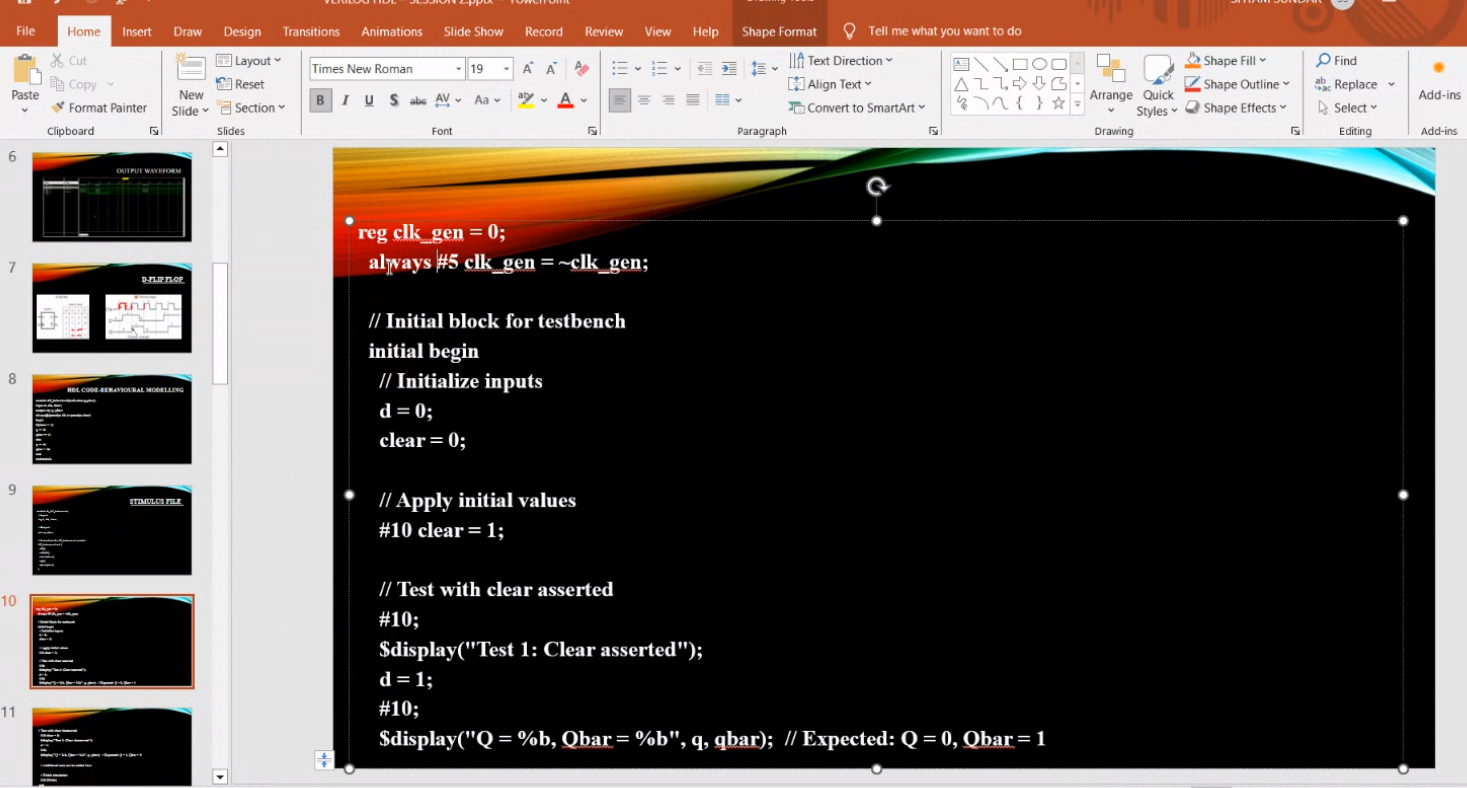 VERILOG HDL - SESSION 2.pptx - PowerPoint
Drawing Tools
SHYAM SUNDAR
File Home Insert Draw Design Transitions Animations Slide Show Record Review View Help Shape Format Tell me what you want to do
Paste
Cut
Copy
Format Painter
Clipboard
New
Slide
Layout
Reset
Section
Slides
Times New Roman 19
B I U S abc AV Aa A
Font
Text Direction
Align Text
Convert to SmartArt
Paragraph
Arrange
Quick
Styles
Shape Fill
Shape Outline
Shape Effects
Drawing
Find
Replace
Select
Editing
Add-ins
Add-ins
6
OUTPUT WAVEFORM
7
D-FLIP FLOP
8
HDL CODE-BEHAVIOURAL MODELLING
9
STIMULUS FILE
10
11
reg clk_gen = 0;
always #5 clk_gen = ~clk_gen;
// Initial block for testbench
initial begin
// Initialize inputs
d = 0;
clear = 0;
// Apply initial values
#10 clear = 1;
// Test with clear asserted
#10;
$display("Test 1: Clear asserted");
d = 1;
#10;
$display("Q = %b, Qbar = %b", q, qbar);  // Expected: Q = 0, Qbar = 1